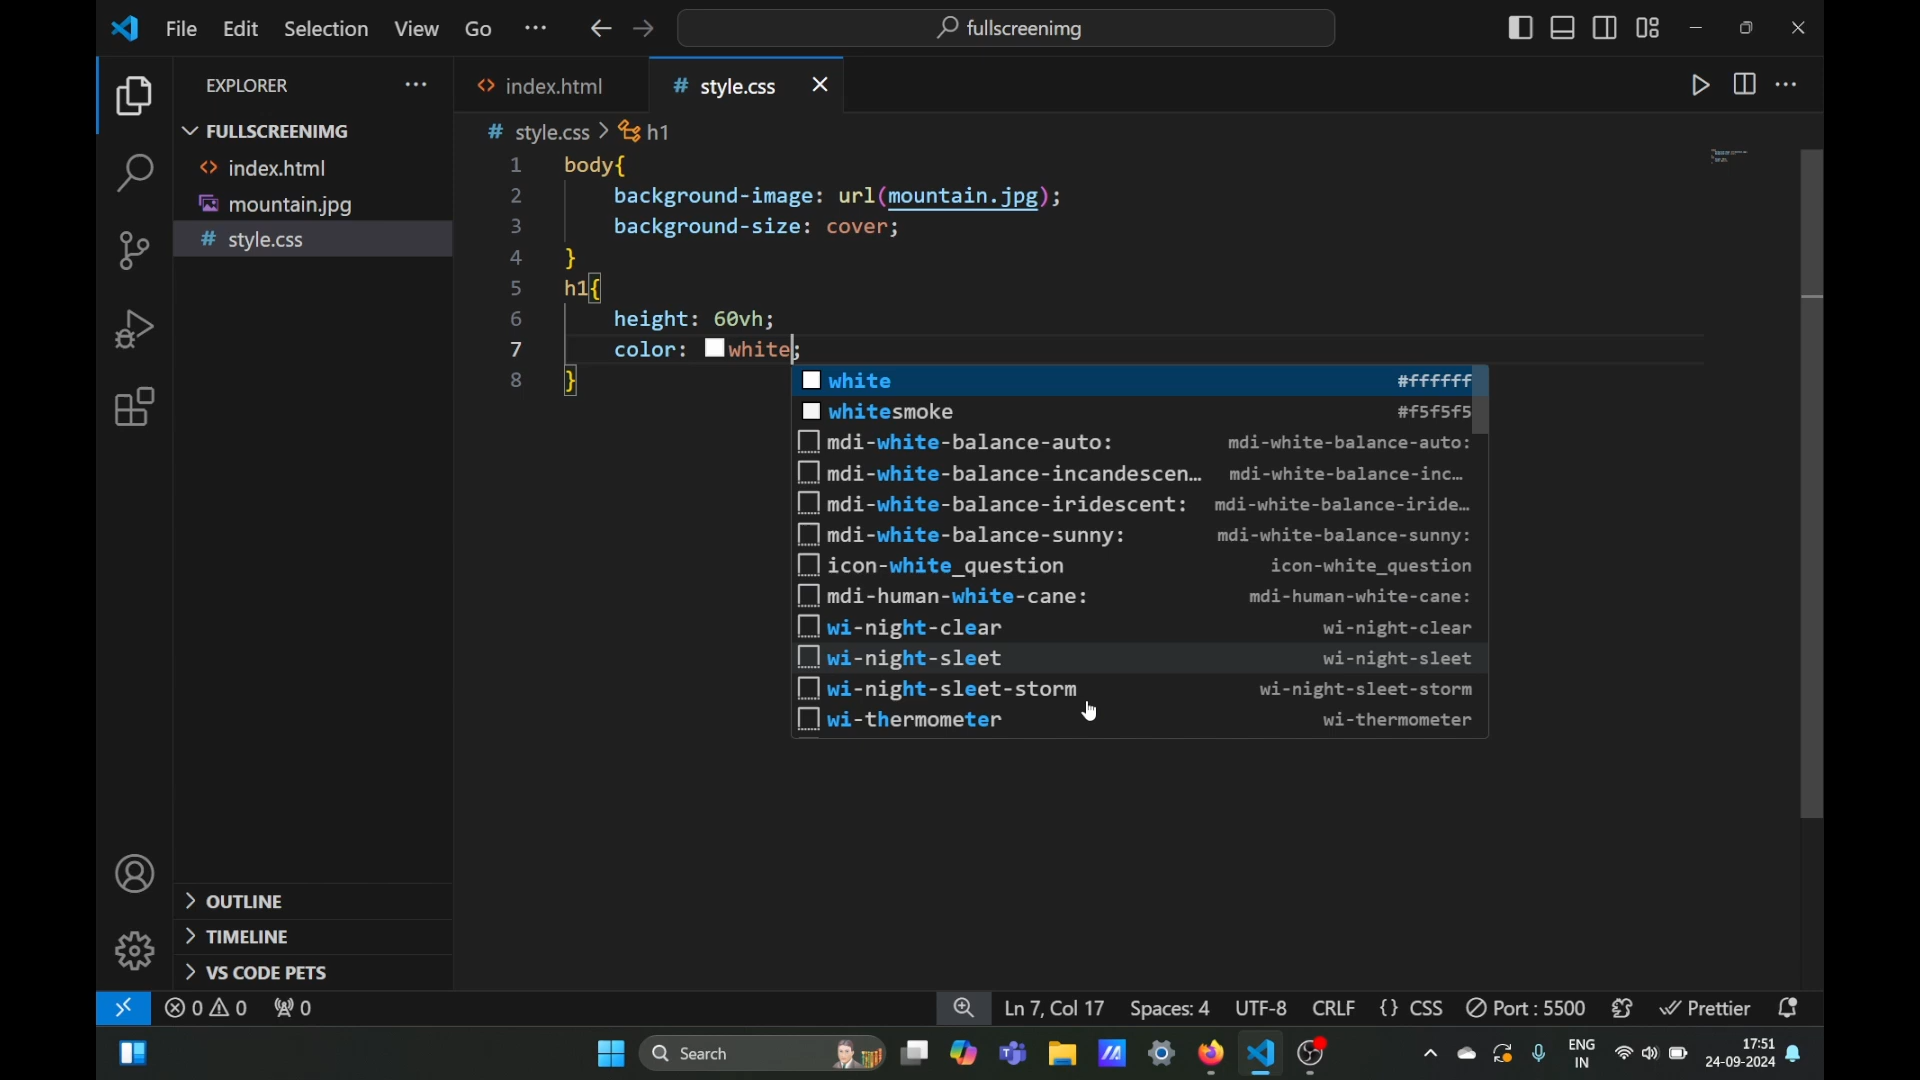 File Edit Selection View Go ··· fullscreenimg
EXPLORER ···
index.html
# style.css
FULLSCREENIMG
# style.css > h1
index.html
mountain.jpg
# style.css
1 body{
2 background-image: url(mountain.jpg);
3 background-size: cover;
4 }
5 h1{
6 height: 60vh;
7 color: white;
8 }
white #ffffff
whitesmoke #f5f5f5
mdi-white-balance-auto: mdi-white-balance-auto:
mdi-white-balance-incandescen… mdi-white-balance-inc…
mdi-white-balance-iridescent: mdi-white-balance-iride…
mdi-white-balance-sunny: mdi-white-balance-sunny:
icon-white_question icon-white_question
mdi-human-white-cane: mdi-human-white-cane:
wi-night-clear wi-night-clear
wi-night-sleet wi-night-sleet
wi-night-sleet-storm wi-night-sleet-storm
wi-thermometer wi-thermometer
OUTLINE
TIMELINE
VS CODE PETS
0 0 0 Ln 7, Col 17 Spaces: 4 UTF-8 CRLF {} CSS Port : 5500 Prettier
Search ENG 17:51
IN 24-09-2024